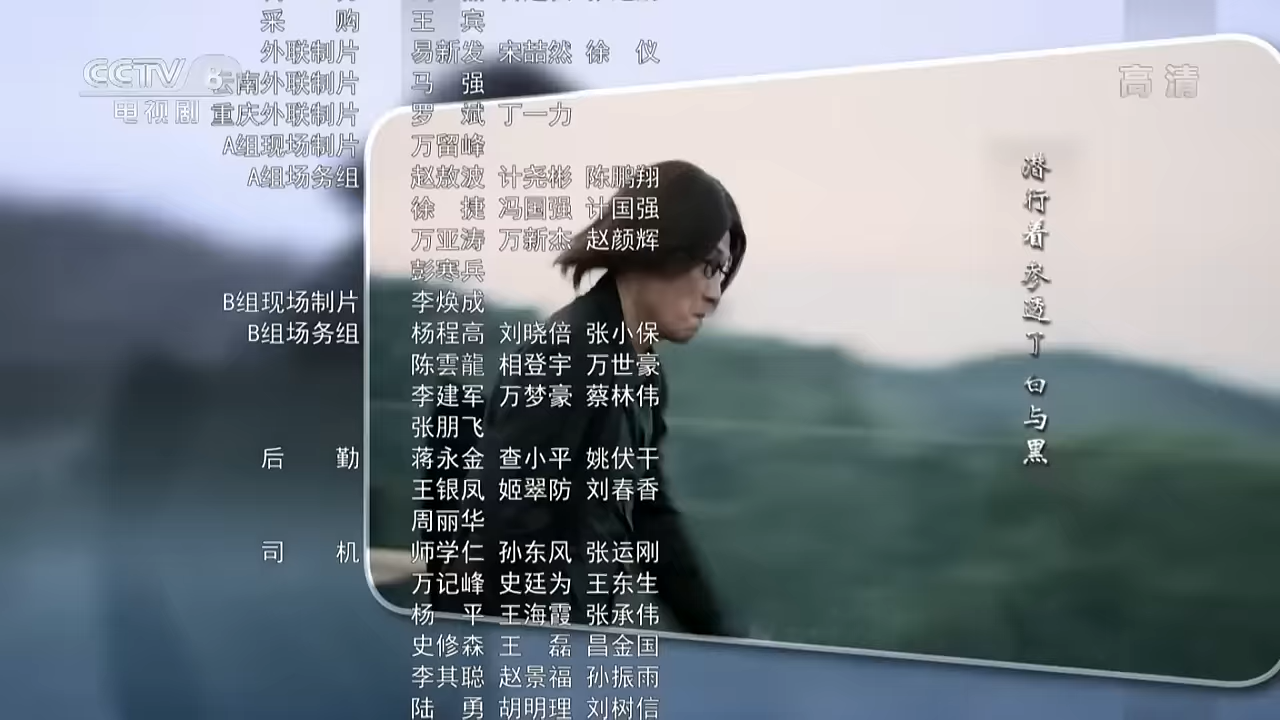 采 购 王 宾
外联制片 易新发 宋喆然 徐 仪
云南外联制片 马 强
重庆外联制片 罗 斌 丁一力
A组现场制片 万留峰
A组场务组 赵敖波 计尧彬 陈鹏翔
徐 捷 冯国强 计国强
万亚涛 万新杰 赵颜辉
彭寒兵
B组现场制片 李焕成
B组场务组 杨程高 刘晓倍 张小保
陈雲龍 相登宇 万世豪
李建军 万梦豪 蔡林伟
张朋飞
后 勤 蒋永金 查小平 姚伏干
王银凤 姬翠防 刘春香
周丽华
司 机 师学仁 孙东风 张运刚
万记峰 史廷为 王东生
杨 平 王海霞 张承伟
史修森 王 磊 昌金国
李其聪 赵景福 孙振雨
陆 勇 胡明理 刘树信
CCTV 8
电视剧
高清
潜行着 参透了 白与黑